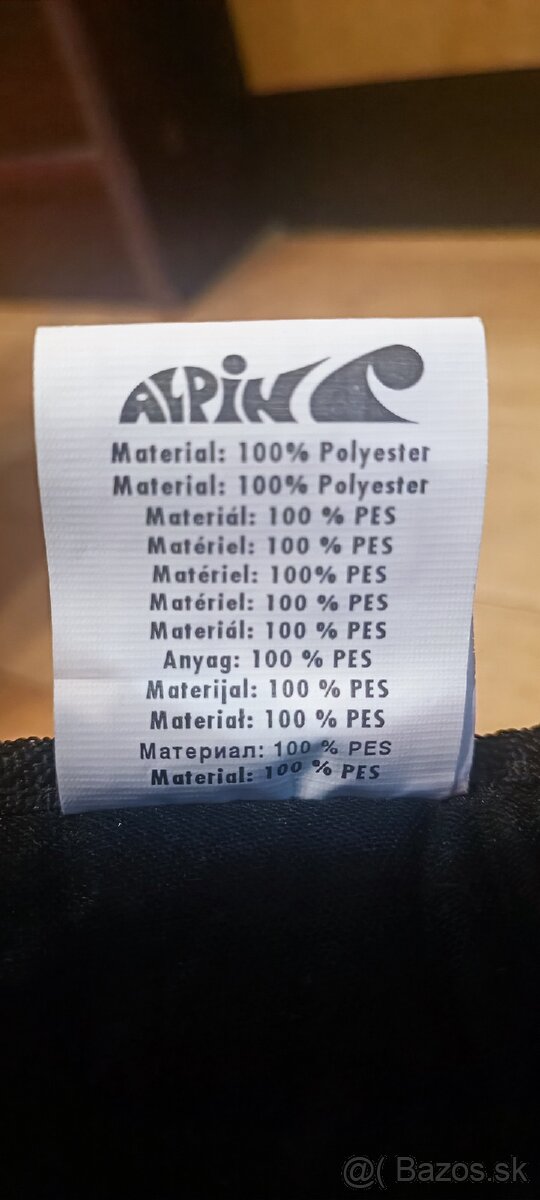 ALPIN
Material: 100% Polyester
Material: 100% Polyester
Materiál: 100 % PES
Matériel: 100 % PES
Matériel: 100% PES
Matériel: 100 % PES
Materiál: 100 % PES
Anyag: 100 % PES
Materijal: 100 % PES
Materiał: 100 % PES
Материал: 100 % PES
Material: 100 % PES
@( Bazos.sk